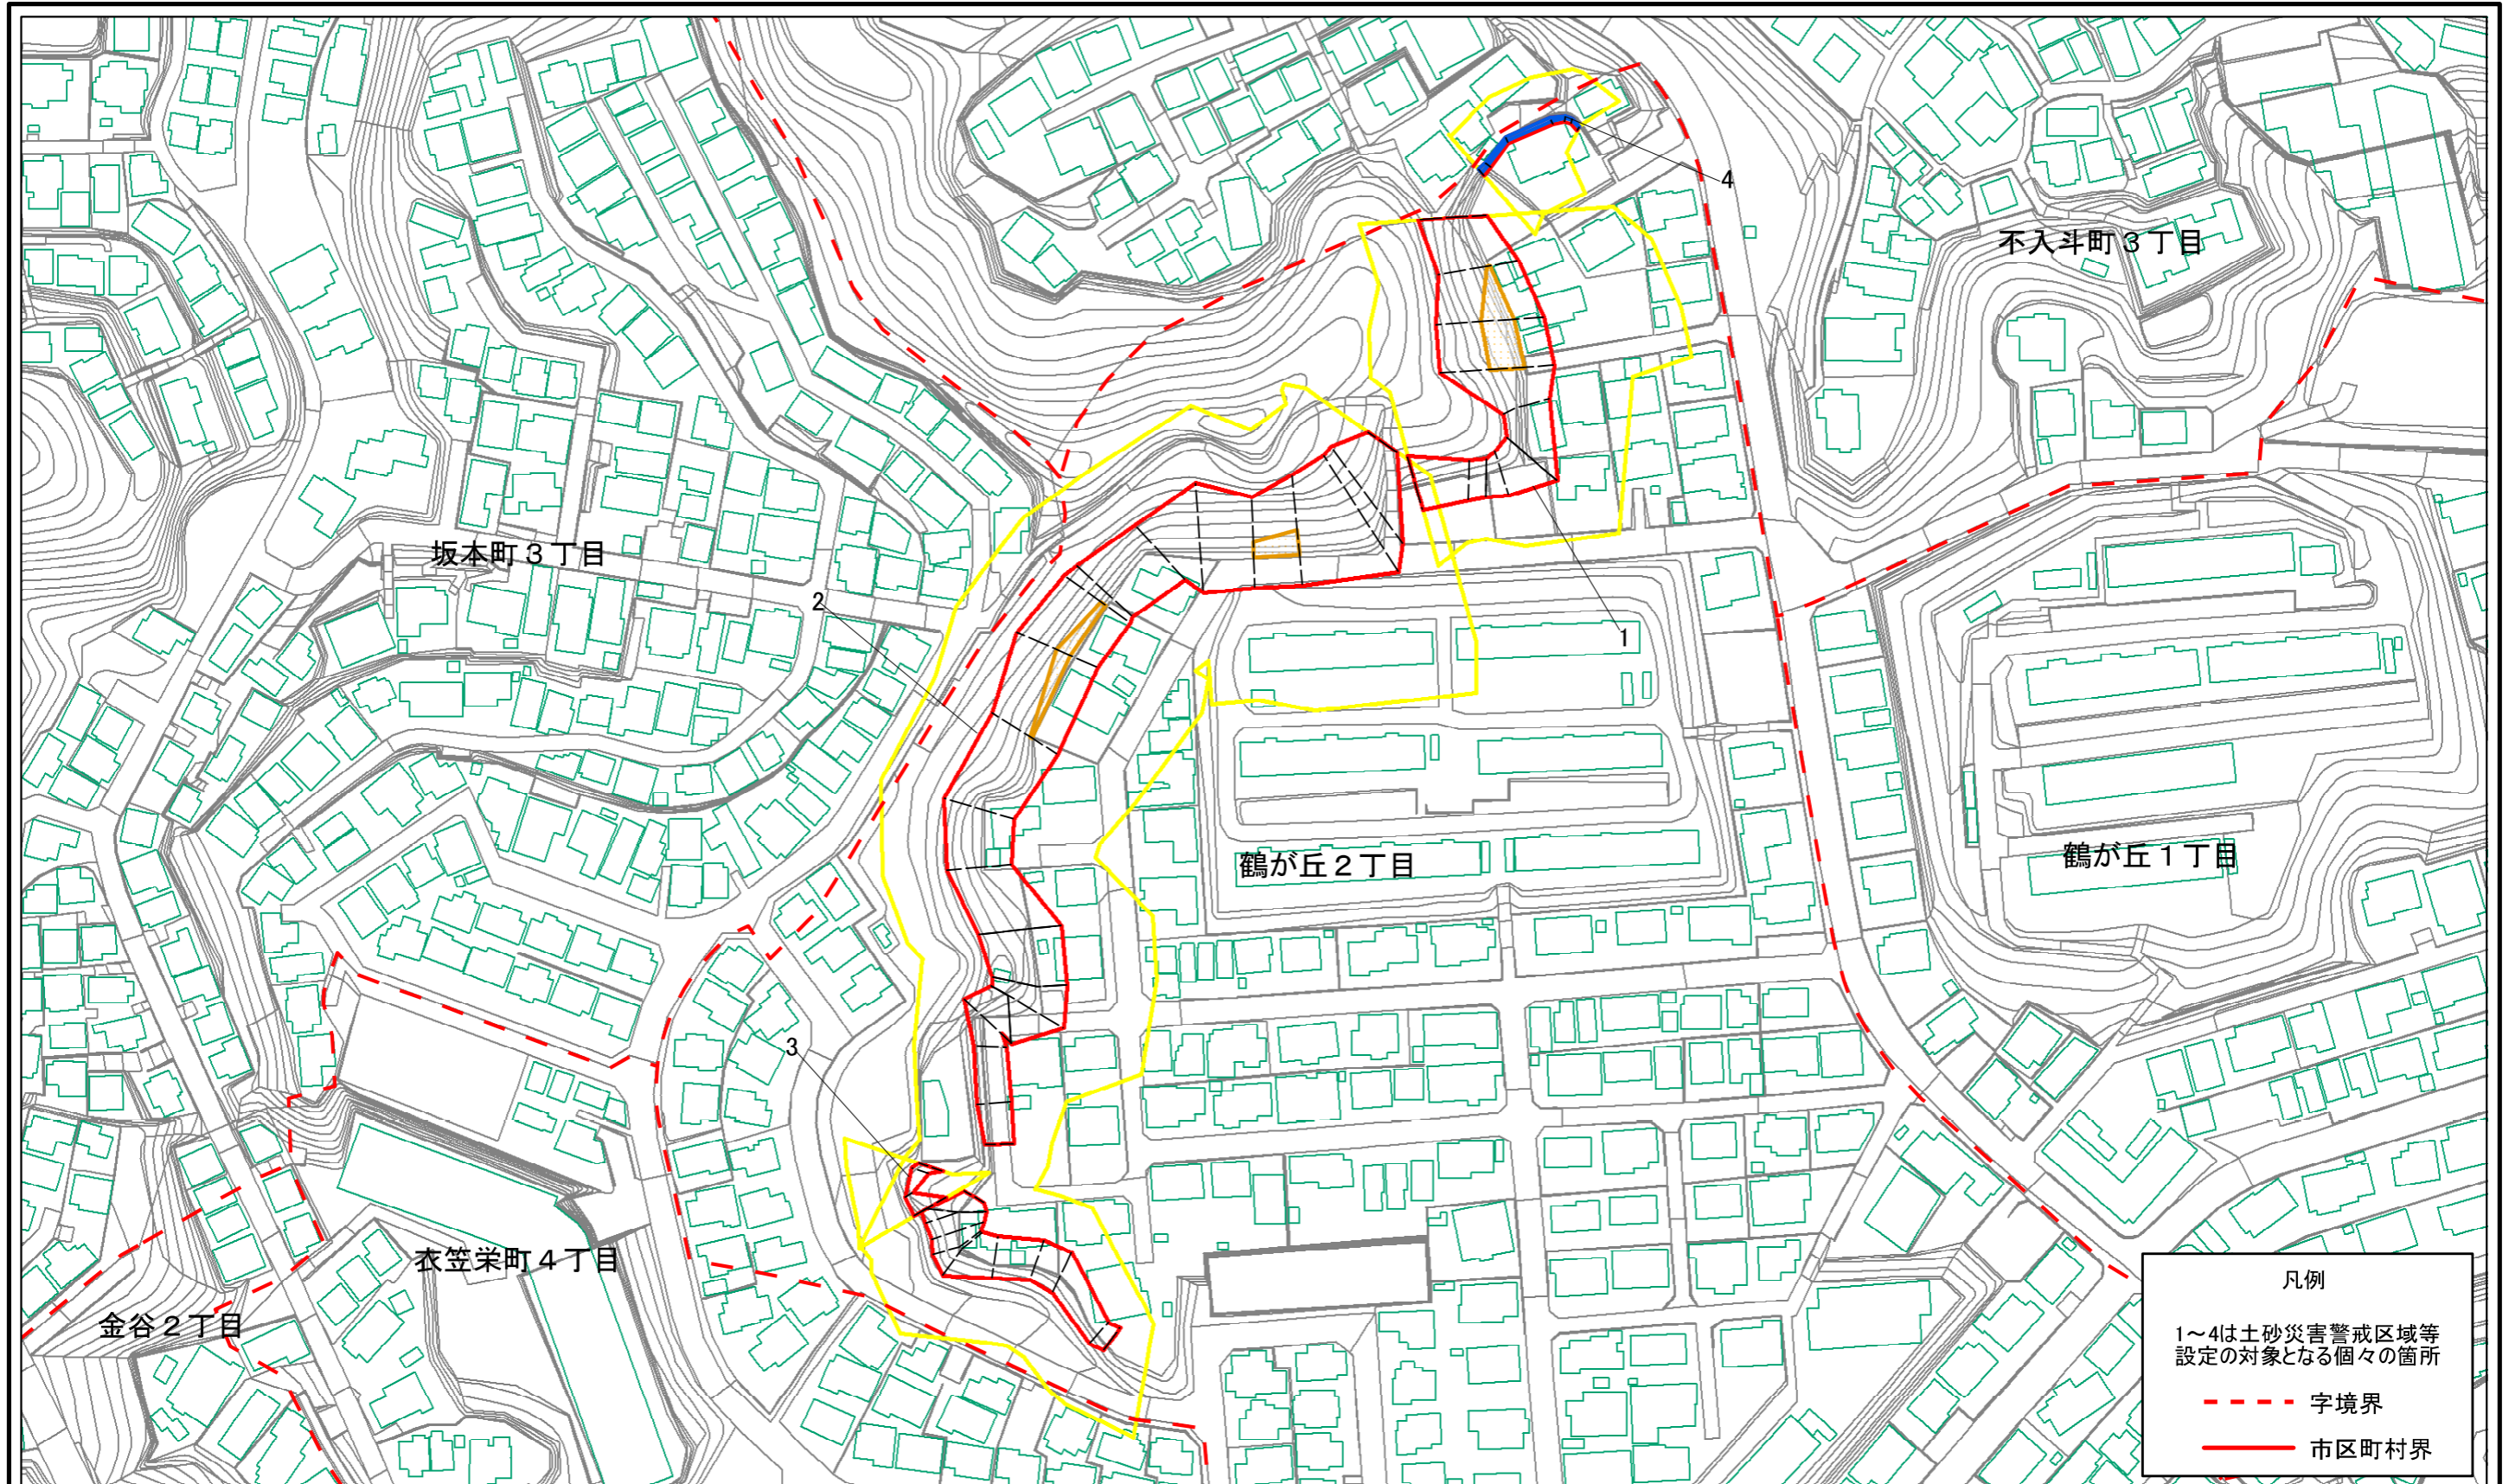 4
不入斗町３丁目
坂本町３丁目
2
1
鶴が丘２丁目
鶴が丘１丁目
3
衣笠栄町４丁目
金谷２丁目
凡例
1～4は土砂災害警戒区域等
設定の対象となる個々の箇所
字境界
市区町村界